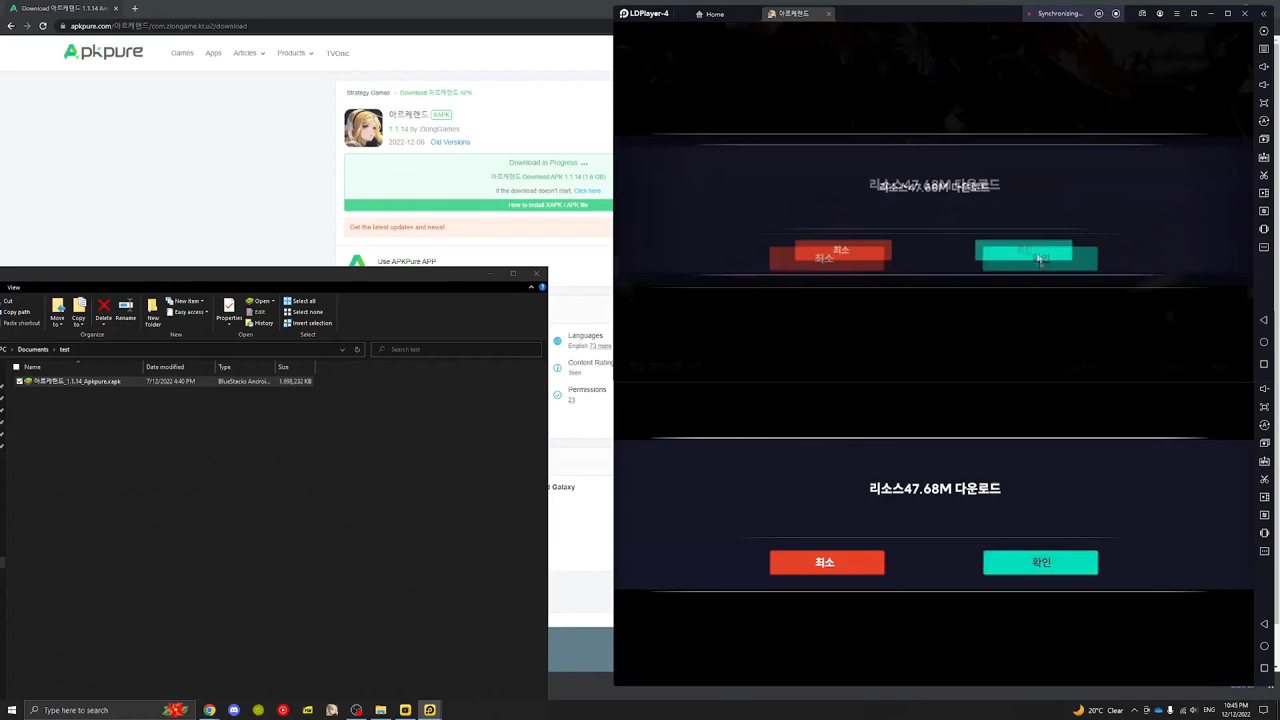 Download 아르케랜드 1.1.14 An
apkpure.com/아르케랜드/com.zlongame.kr.u2/download
Apkpure
Games
Apps
Articles
Products
TVOnic
Strategy Games > Download 아르케랜드 APK
아르케랜드 XAPK
1.1.14 by ZlongGames
2022-12-06 Old Versions
Download in Progress ...
아르케랜드 Download APK 1.1.14 (1.6 GB)
If the download doesn't start, Click here.
How to install XAPK / APK file
Get the latest updates and news!
Use APKPure APP
View
Cut
Copy path
Paste shortcut
Move to
Copy to
Delete
Rename
Organize
New folder
New item
Easy access
New
Properties
Open
Edit
History
Open
Select all
Select none
Invert selection
Select
PC > Documents > test
Search test
Name
Date modified
Type
Size
아르케랜드_1.1.14_Apkpure.xapk
7/12/2022 4:40 PM
BlueStacks Androi...
1,698,232 KB
Languages
English 73 more
Content Rating
Teen
Permissions
23
Galaxy
LDPlayer-4
Home
아르케랜드
Synchronizing...
리소스47.68M 다운로드
최소
최소
확인
리소스47.68M 다운로드
최소
확인
Type here to search
20°C Clear
10:45 PM
12/12/2022